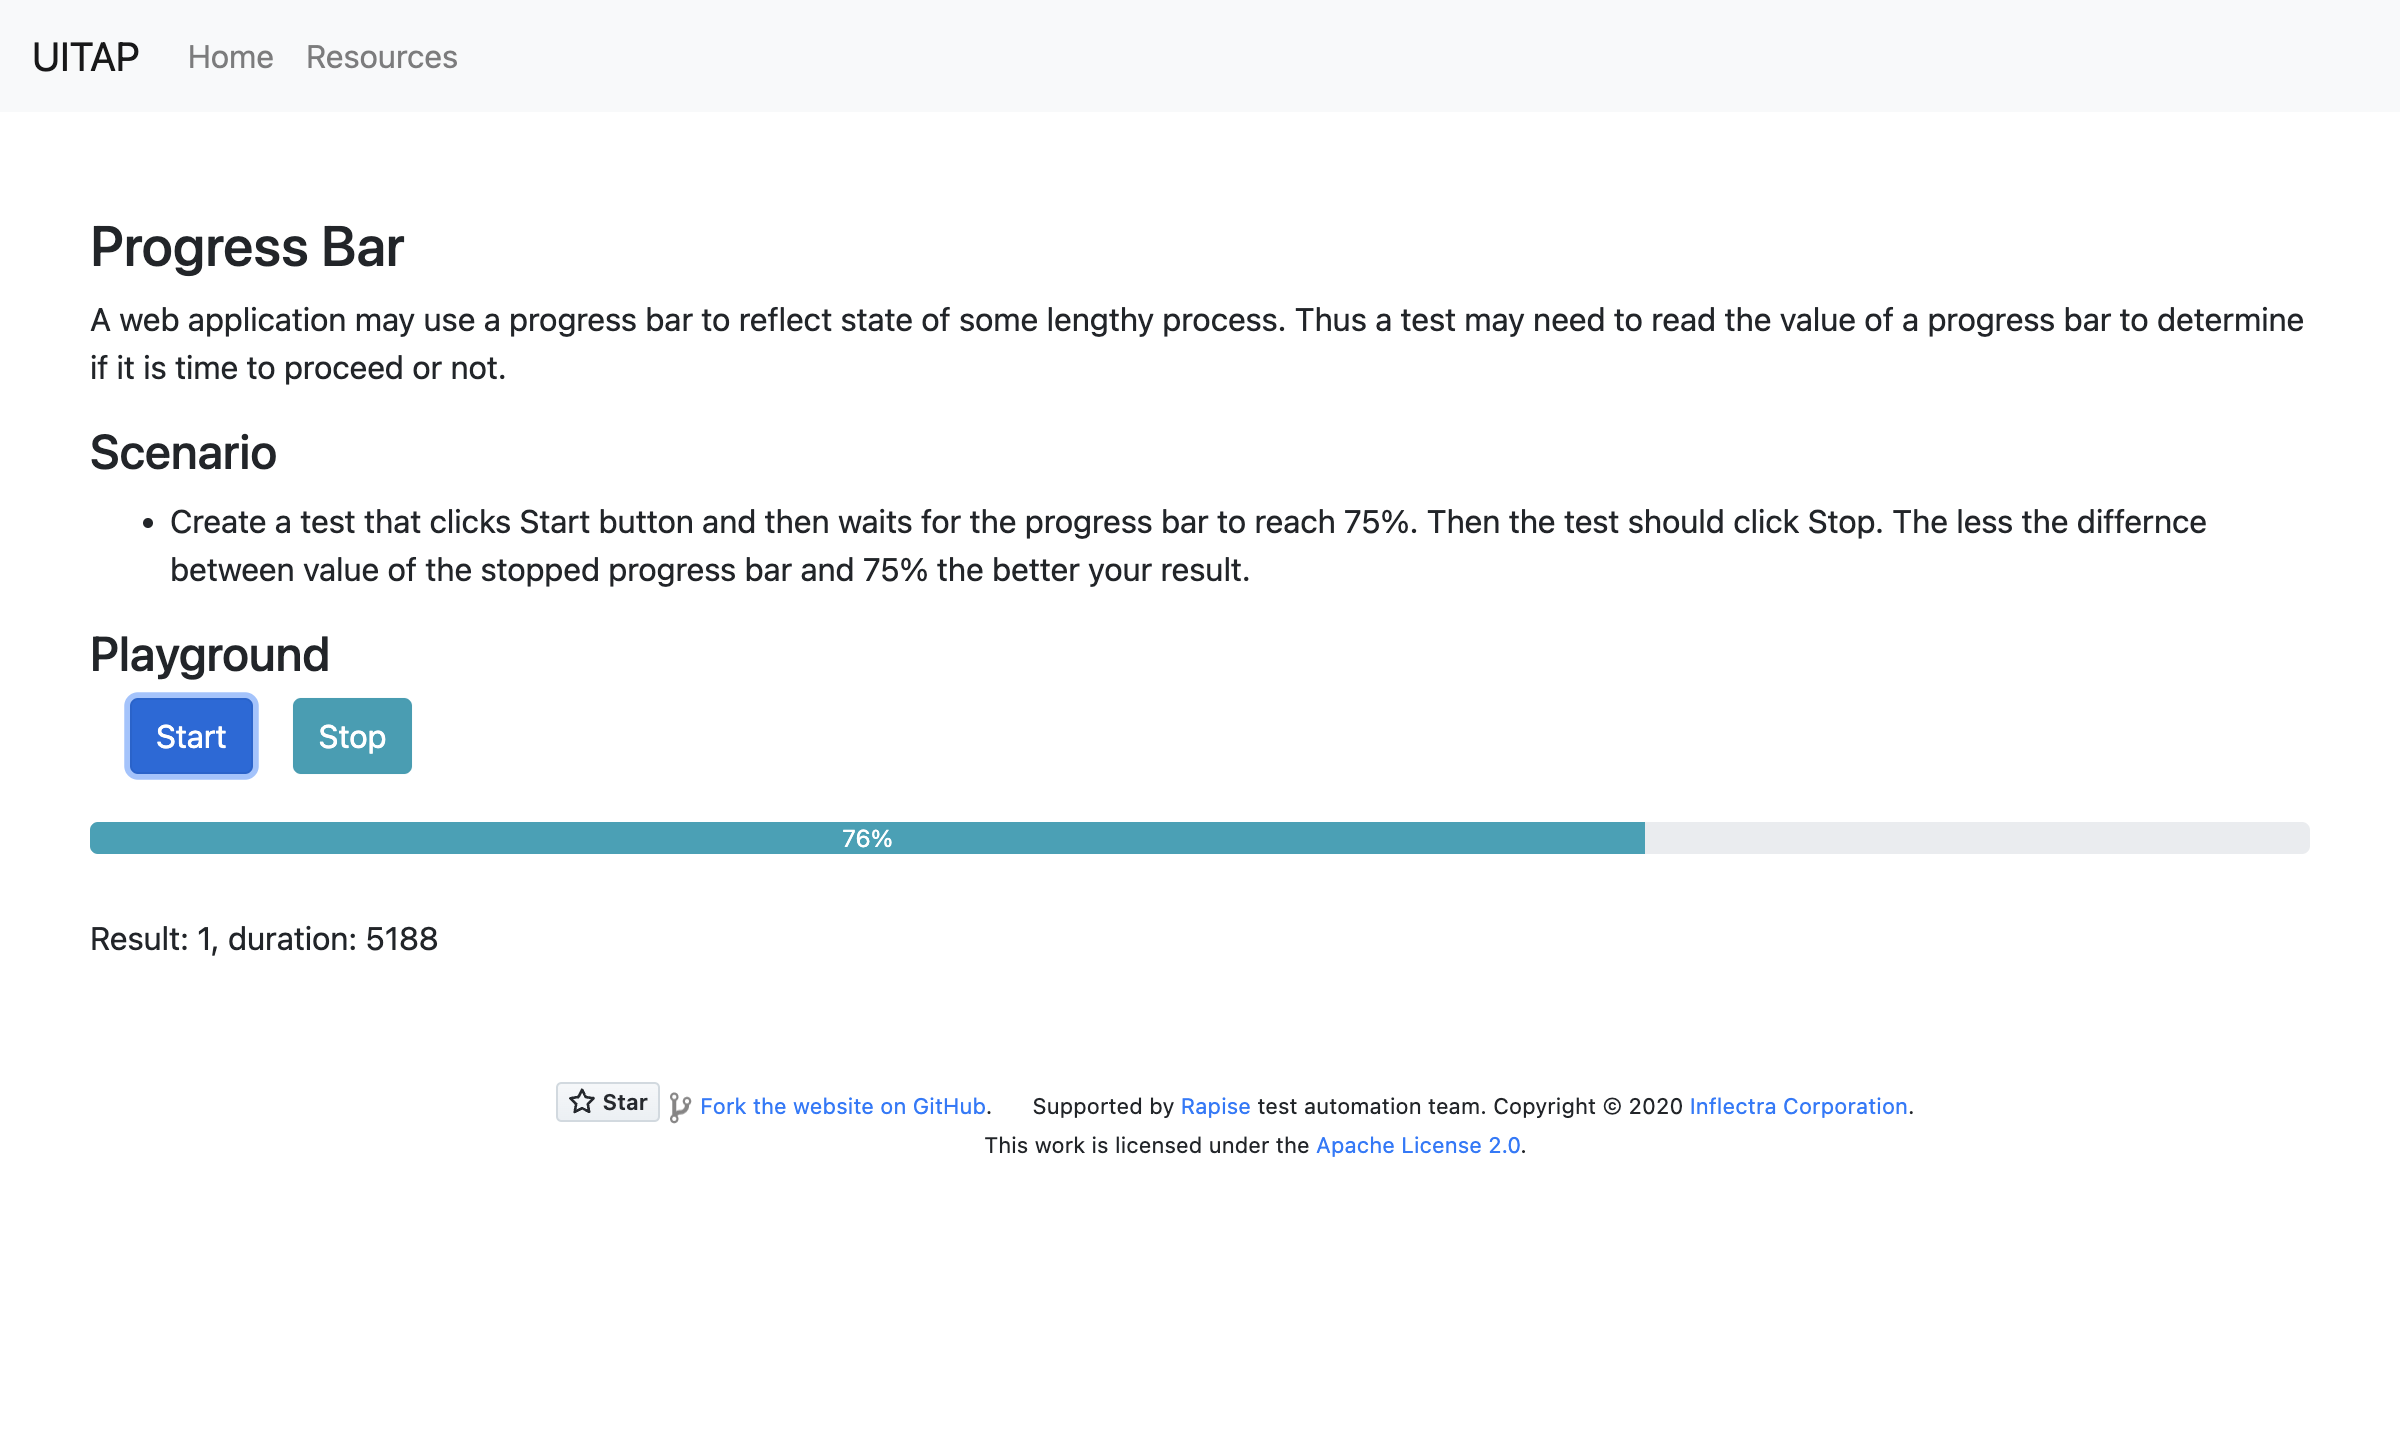 UITAP Home Resources
Progress Bar
A web application may use a progress bar to reflect state of some lengthy process. Thus a test may need to read the value of a progress bar to determine
if it is time to proceed or not.
Scenario
• Create a test that clicks Start button and then waits for the progress bar to reach 75%. Then the test should click Stop. The less the differnce
between value of the stopped progress bar and 75% the better your result.
Playground
Start Stop
76%
Result: 1, duration: 5188
Star Fork the website on GitHub. Supported by Rapise test automation team. Copyright © 2020 Inflectra Corporation.
This work is licensed under the Apache License 2.0.